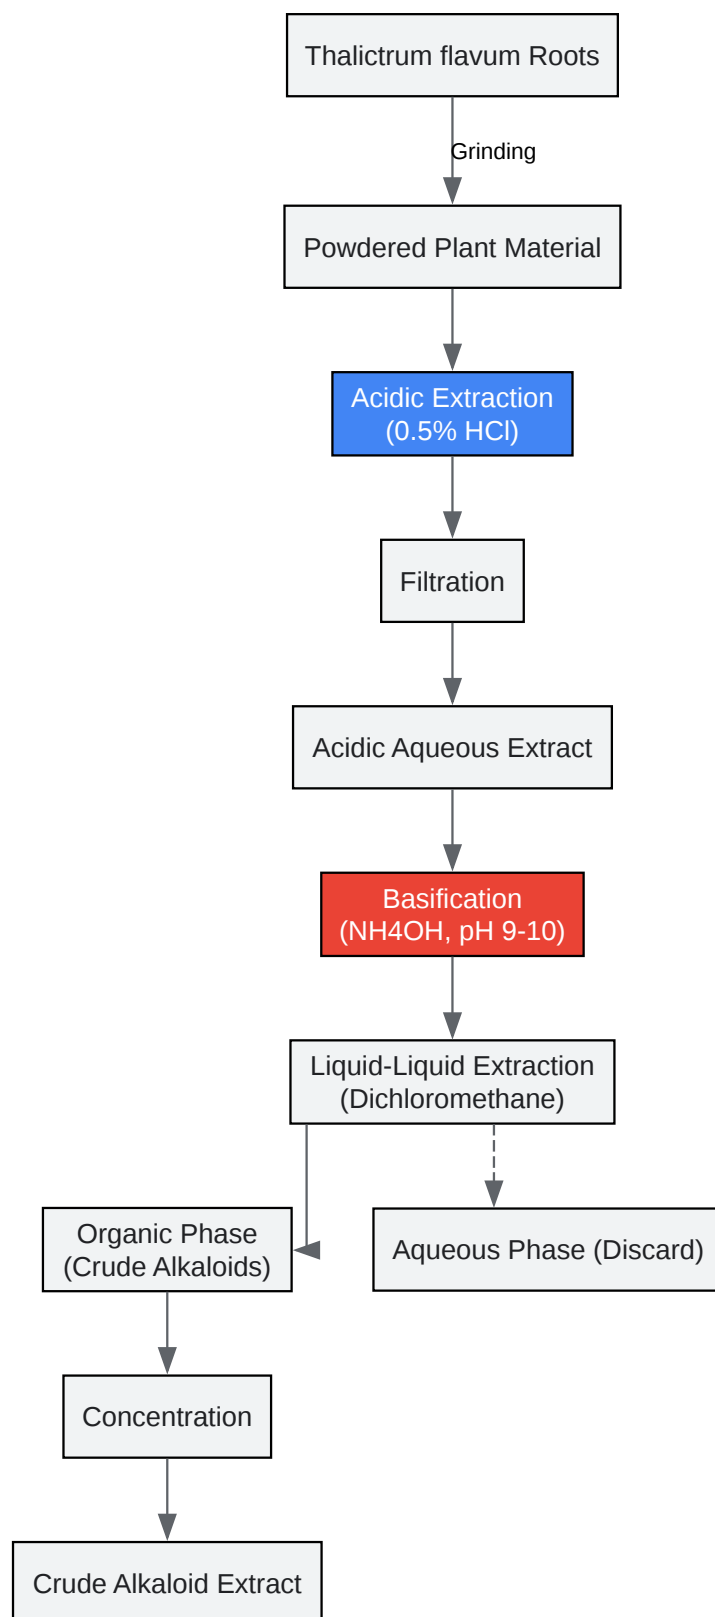 Thalictrum flavum Roots
Grinding
Powdered Plant Material
Acidic Extraction
(0.5% HCl)
Filtration
Acidic Aqueous Extract
Basification
(NH4OH, pH 9-10)
Liquid-Liquid Extraction
(Dichloromethane)
Organic Phase
(Crude Alkaloids)
Aqueous Phase (Discard)
Concentration
Crude Alkaloid Extract